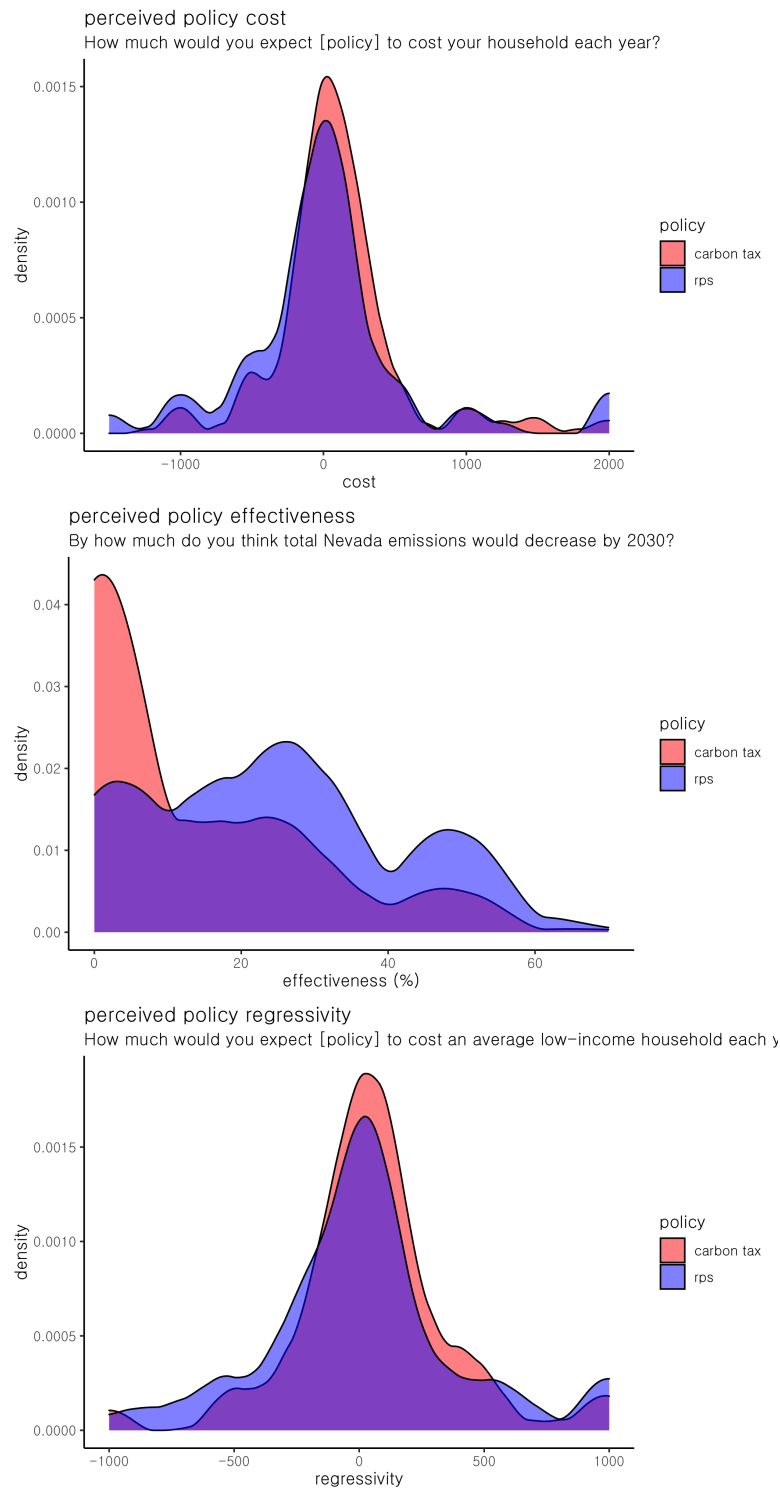 perceived policy cost
How much would you expect [policy] to cost your household each year?
0.0015
0.0010
0.0005
0.0000
density
−1000
0
1000
2000
cost
policy
carbon tax
rps
perceived policy effectiveness
By how much do you think total Nevada emissions would decrease by 2030?
0.04
0.03
0.02
0.01
0.00
density
0
20
40
60
effectiveness (%)
policy
carbon tax
rps
perceived policy regressivity
How much would you expect [policy] to cost an average low−income household each y
0.0015
0.0010
0.0005
0.0000
density
−1000
−500
0
500
1000
regressivity
policy
carbon tax
rps